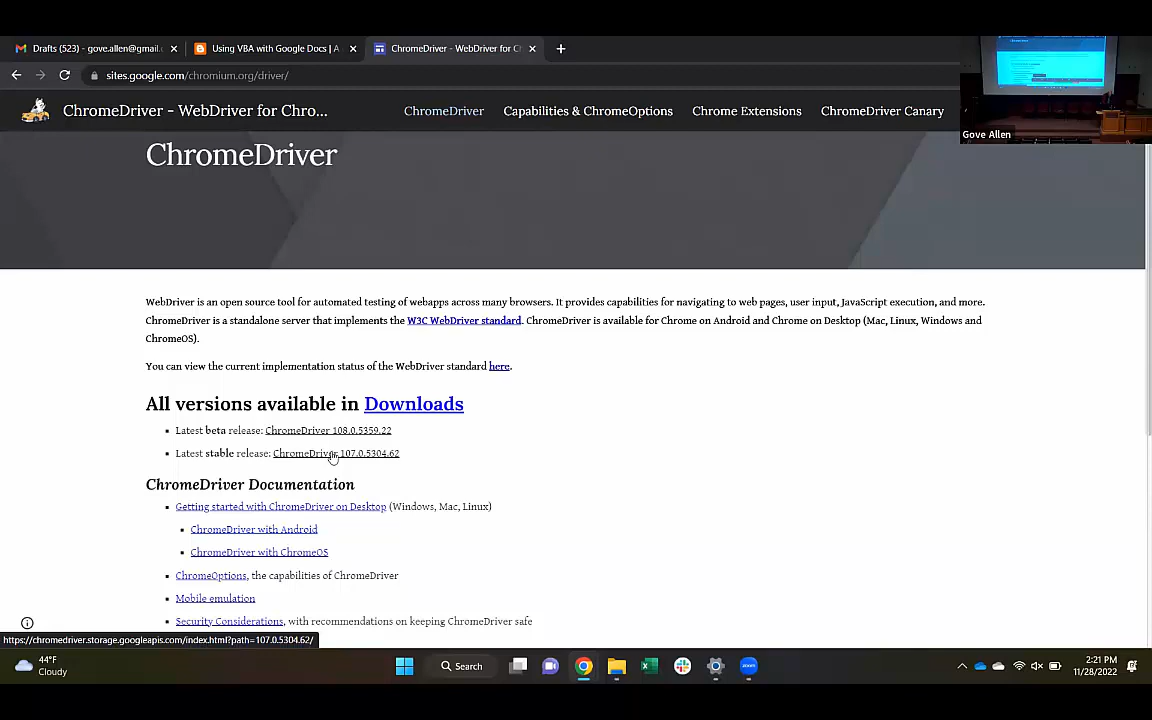 Drafts (523) - gove.allen@gmail.
Using VBA with Google Docs | A
ChromeDriver - WebDriver for Ch
sites.google.com/chromium.org/driver/
ChromeDriver - WebDriver for Chro...
ChromeDriver
Capabilities & ChromeOptions
Chrome Extensions
ChromeDriver Canary
Gove Allen
ChromeDriver
WebDriver is an open source tool for automated testing of webapps across many browsers. It provides capabilities for navigating to web pages, user input, JavaScript execution, and more.
ChromeDriver is a standalone server that implements the W3C WebDriver standard. ChromeDriver is available for Chrome on Android and Chrome on Desktop (Mac, Linux, Windows and
ChromeOS).
You can view the current implementation status of the WebDriver standard here.
All versions available in Downloads
Latest beta release: ChromeDriver 108.0.5359.22
Latest stable release: ChromeDriver 107.0.5304.62
ChromeDriver Documentation
Getting started with ChromeDriver on Desktop (Windows, Mac, Linux)
ChromeDriver with Android
ChromeDriver with ChromeOS
ChromeOptions, the capabilities of ChromeDriver
Mobile emulation
Security Considerations, with recommendations on keeping ChromeDriver safe
https://chromedriver.storage.googleapis.com/index.html?path=107.0.5304.62/
44°F
Cloudy
Search
zoom
2:21 PM
11/28/2022